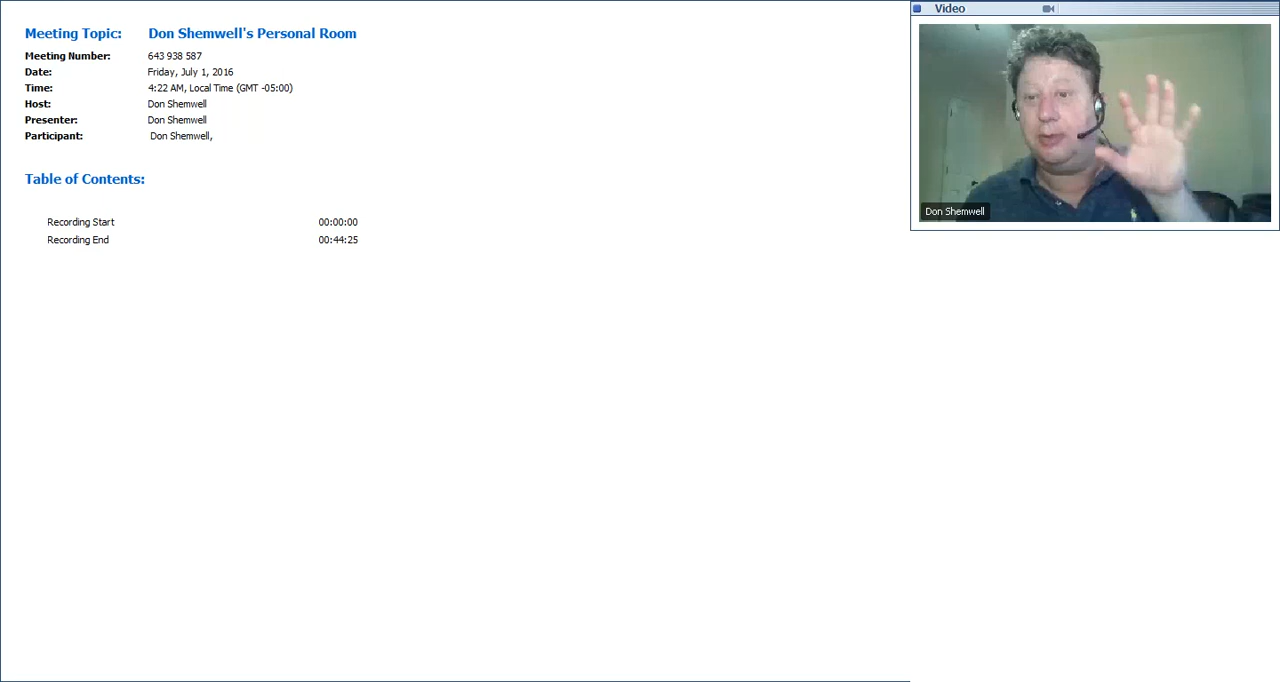 Meeting Topic: Don Shemwell's Personal Room
Meeting Number: 643 938 587
Date: Friday, July 1, 2016
Time: 4:22 AM, Local Time (GMT -05:00)
Host: Don Shemwell
Presenter: Don Shemwell
Participant: Don Shemwell,
Table of Contents:
Recording Start 00:00:00
Recording End 00:44:25
Video
Don Shemwell